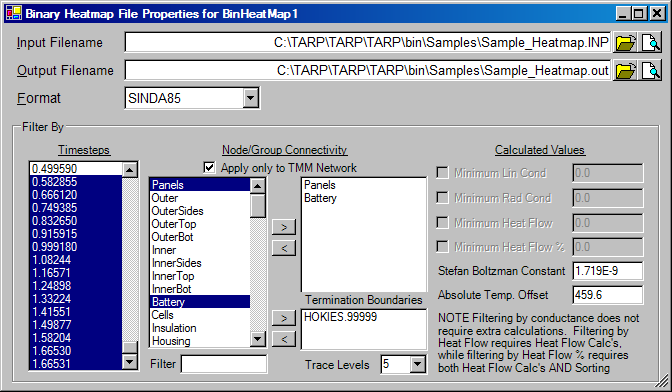 Binary Heatmap File Properties for BinHeatMap1
Input Filename
C:\TARP\TARP\TARP\bin\Samples\Sample_Heatmap.INP
Output Filename
C:\TARP\TARP\TARP\bin\Samples\Sample_Heatmap.out
Format
SINDA85
Filter By
Timesteps
0.499590
0.582855
0.666120
0.749385
0.832650
0.915915
0.999180
1.08244
1.16571
1.24898
1.33224
1.41551
1.49877
1.58204
1.66530
1.66531
Node/Group Connectivity
Apply only to TMM Network
Panels
Outer
OuterSides
OuterTop
OuterBot
Inner
InnerSides
InnerTop
InnerBot
Battery
Cells
Insulation
Housing
Filter
>
<
>
<
Panels
Battery
Termination Boundaries
HOKIES.99999
Trace Levels
5
Calculated Values
Minimum Lin Cond
0.0
Minimum Rad Cond
0.0
Minimum Heat Flow
0.0
Minimum Heat Flow %
0.0
Stefan Boltzman Constant
1.719E-9
Absolute Temp. Offset
459.6
NOTE Filtering by conductance does not
require extra calculations. Filtering by
Heat Flow requires Heat Flow Calc's,
while filtering by Heat Flow % requires
both Heat Flow Calc's AND Sorting